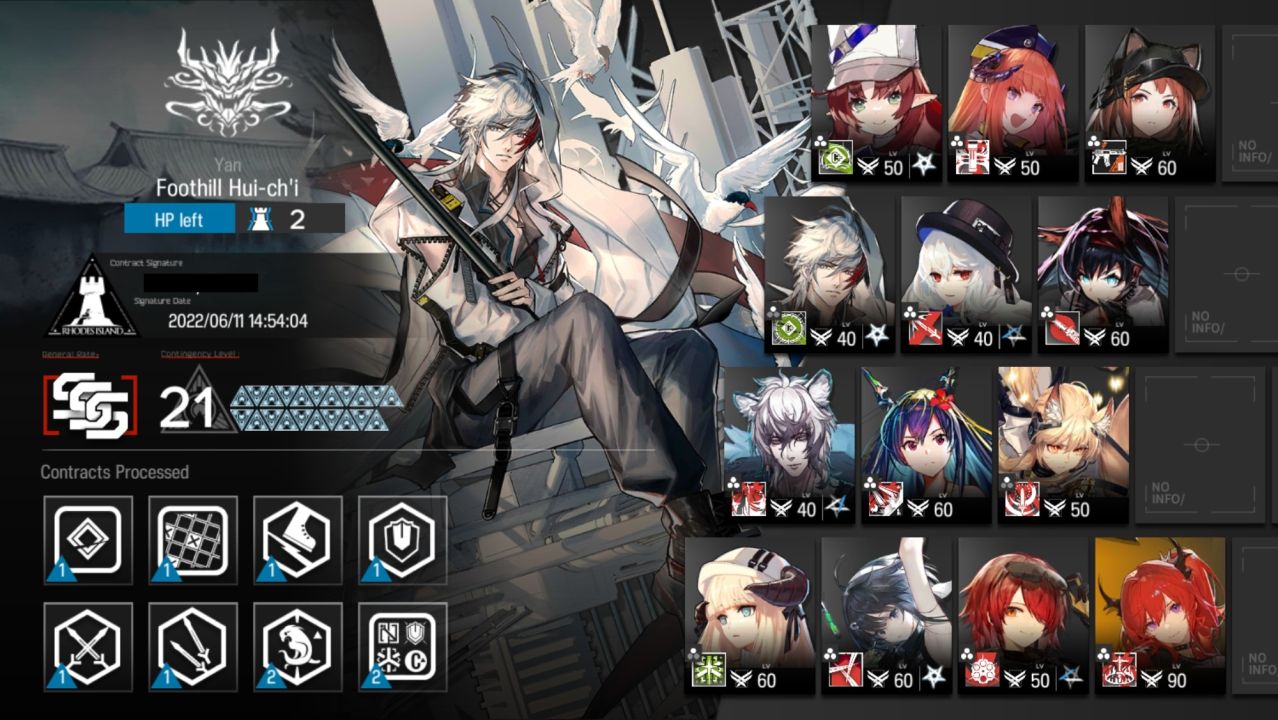 Yan
Foothill Hui-ch'i
HP left 2
Contract Signature
Signature Date
2022/06/11 14:54:04
RHODES ISLAND
General Rate:
Contingency Level:
SSS
21
Contracts Processed
1 1 1 1
1 1 2 2
LV 50
LV 50
LV 60
NO INFO/
LV 40
LV 40
LV 60
NO INFO/
LV 40
LV 60
LV 50
NO INFO/
LV 60
LV 60
LV 50
LV 90
NO INFO